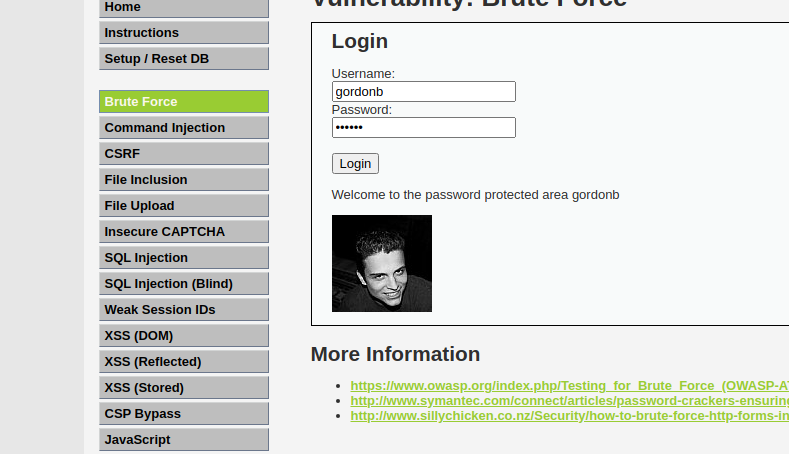 Vulnerability: Brute Force
Home
Instructions
Setup / Reset DB
Brute Force
Command Injection
CSRF
File Inclusion
File Upload
Insecure CAPTCHA
SQL Injection
SQL Injection (Blind)
Weak Session IDs
XSS (DOM)
XSS (Reflected)
XSS (Stored)
CSP Bypass
JavaScript
Login
Username:
gordonb
Password:
••••••
Login
Welcome to the password protected area gordonb
More Information
https://www.owasp.org/index.php/Testing_for_Brute_Force_(OWASP-AT
http://www.symantec.com/connect/articles/password-crackers-ensuring
http://www.sillychicken.co.nz/Security/how-to-brute-force-http-forms-in